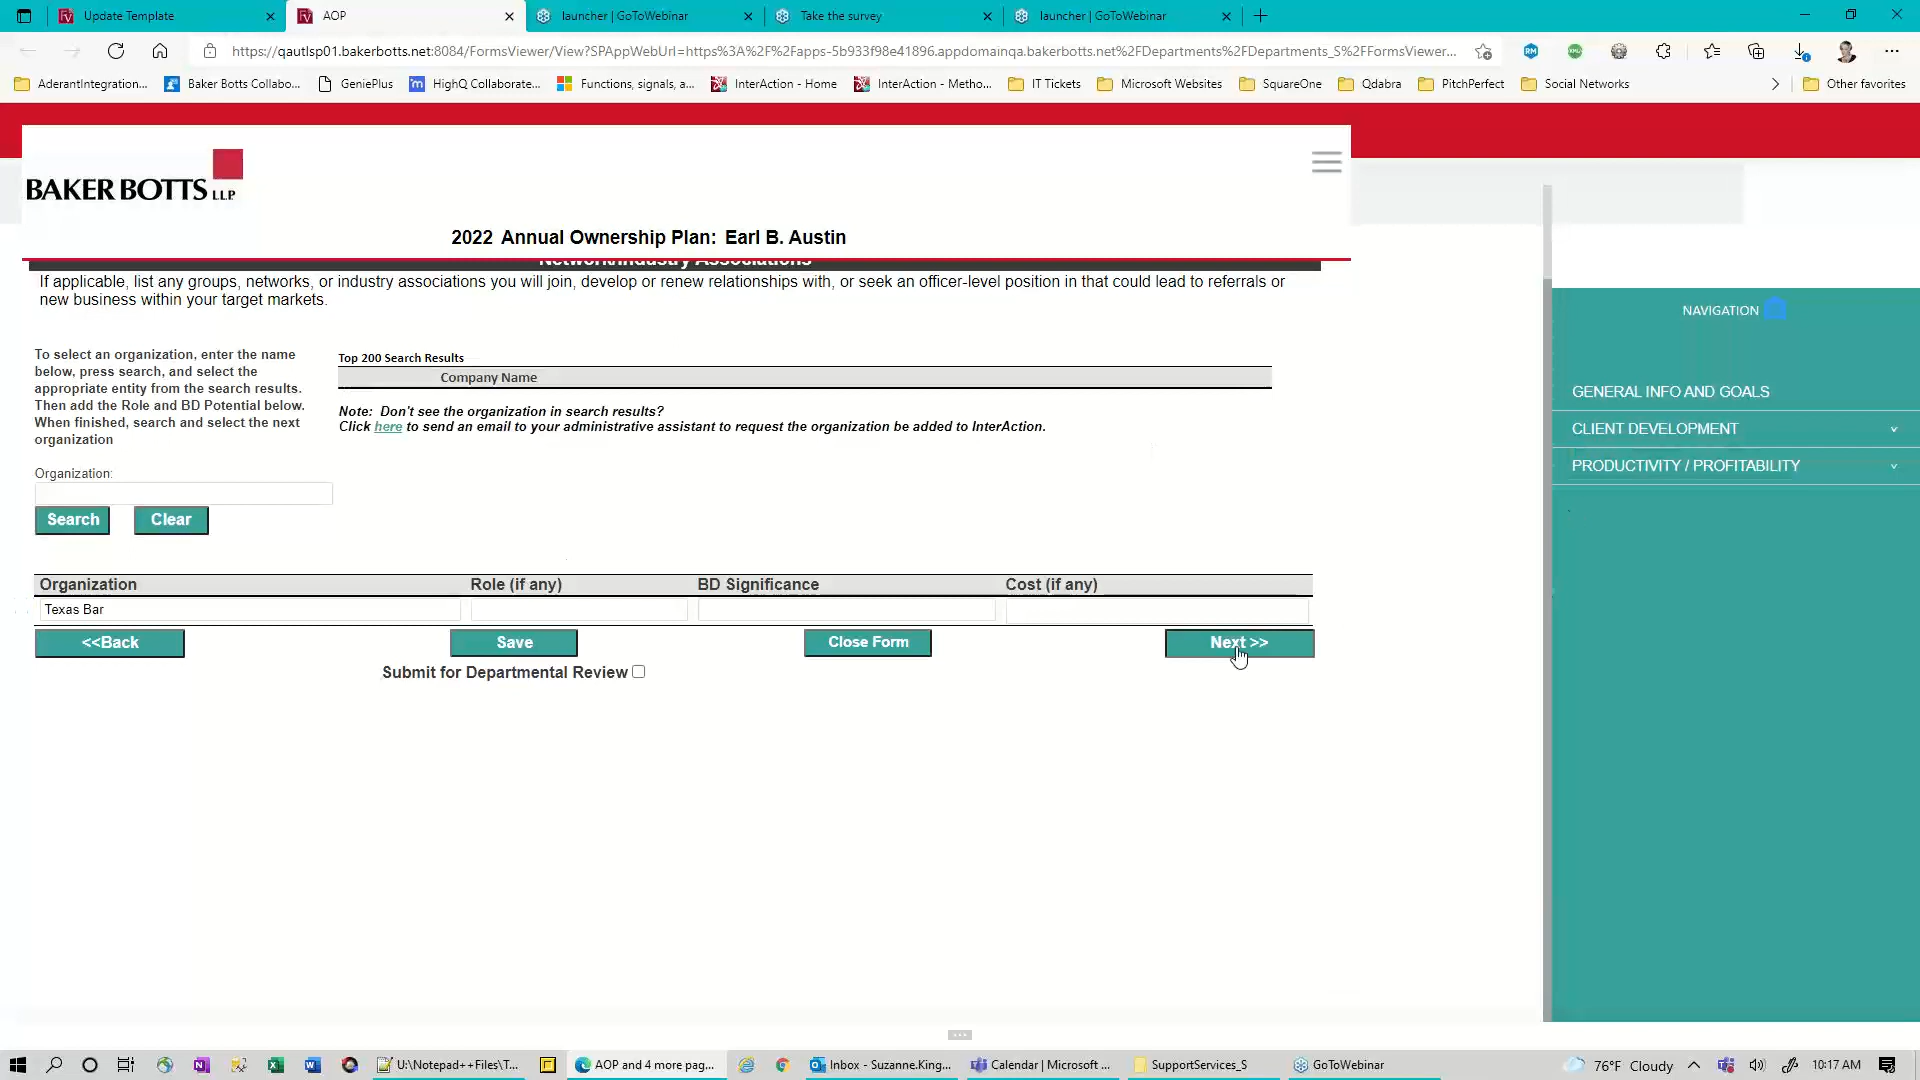 Update Template
AOP
launcher | GoToWebinar
Take the survey
launcher | GoToWebinar
https://qautlsp01.bakerbotts.net:8084/FormsViewer/View?SPAppWebUrl=https%3A%2F%2Fapps-5b933f98e41896.appdomainqa.bakerbotts.net%2FDepartments%2FDepartments_S%2FFormsViewer...
AderantIntegration...
Baker Botts Collabo...
GeniePlus
HighQ Collaborate...
Functions, signals, a...
InterAction - Home
InterAction - Metho...
IT Tickets
Microsoft Websites
SquareOne
Qdabra
PitchPerfect
Social Networks
Other favorites
BAKER BOTTS LLP
2022 Annual Ownership Plan: Earl B. Austin
Network/Industry Associations
If applicable, list any groups, networks, or industry associations you will join, develop or renew relationships with, or seek an officer-level position in that could lead to referrals or
new business within your target markets.
To select an organization, enter the name
below, press search, and select the
appropriate entity from the search results.
Then add the Role and BD Potential below.
When finished, search and select the next
organization
Top 200 Search Results
Company Name
Note: Don't see the organization in search results?
Click here to send an email to your administrative assistant to request the organization be added to InterAction.
Organization:
Search
Clear
Organization
Role (if any)
BD Significance
Cost (if any)
Texas Bar
<<Back
Save
Close Form
Next >>
Submit for Departmental Review
NAVIGATION
GENERAL INFO AND GOALS
CLIENT DEVELOPMENT
PRODUCTIVITY / PROFITABILITY
U:\Notepad++Files\T...
AOP and 4 more pag...
Inbox - Suzanne.King...
Calendar | Microsoft ...
SupportServices_S
GoToWebinar
76°F Cloudy
10:17 AM